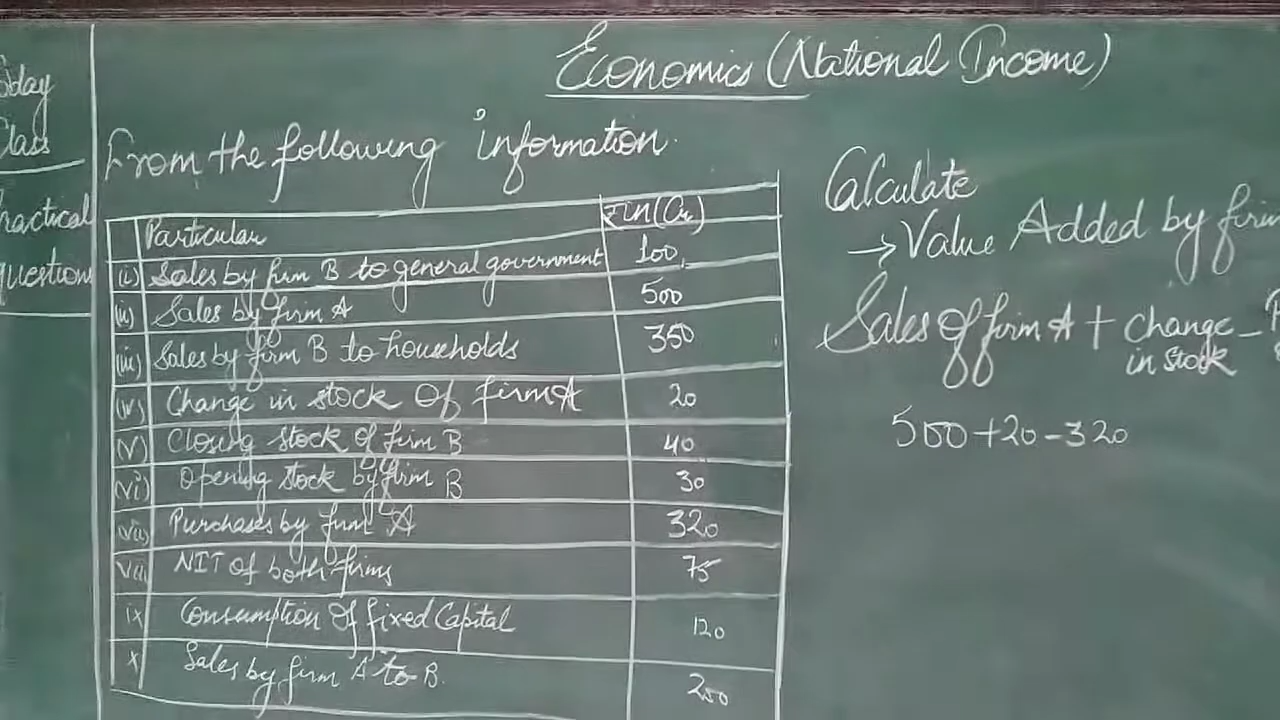 Economics (National Income)
Class
From the following information.
Particular ₹in(Cr)
(i) Sales by firm B to general government 100
(ii) Sales by firm A 500
(iii) Sales by firm B to households 350
(iv) Change in stock of firm A 20
(v) Closing stock of firm B 40
(vi) Opening stock by firm B 30
(vii) Purchases by firm A 320
viii NIT of both firms 75
ix Consumption of fixed Capital 120
x Sales by firm A to B. 250
questions
Calculate
→ Value Added by firm
Sales of firm A + change in stock -
500+20-320